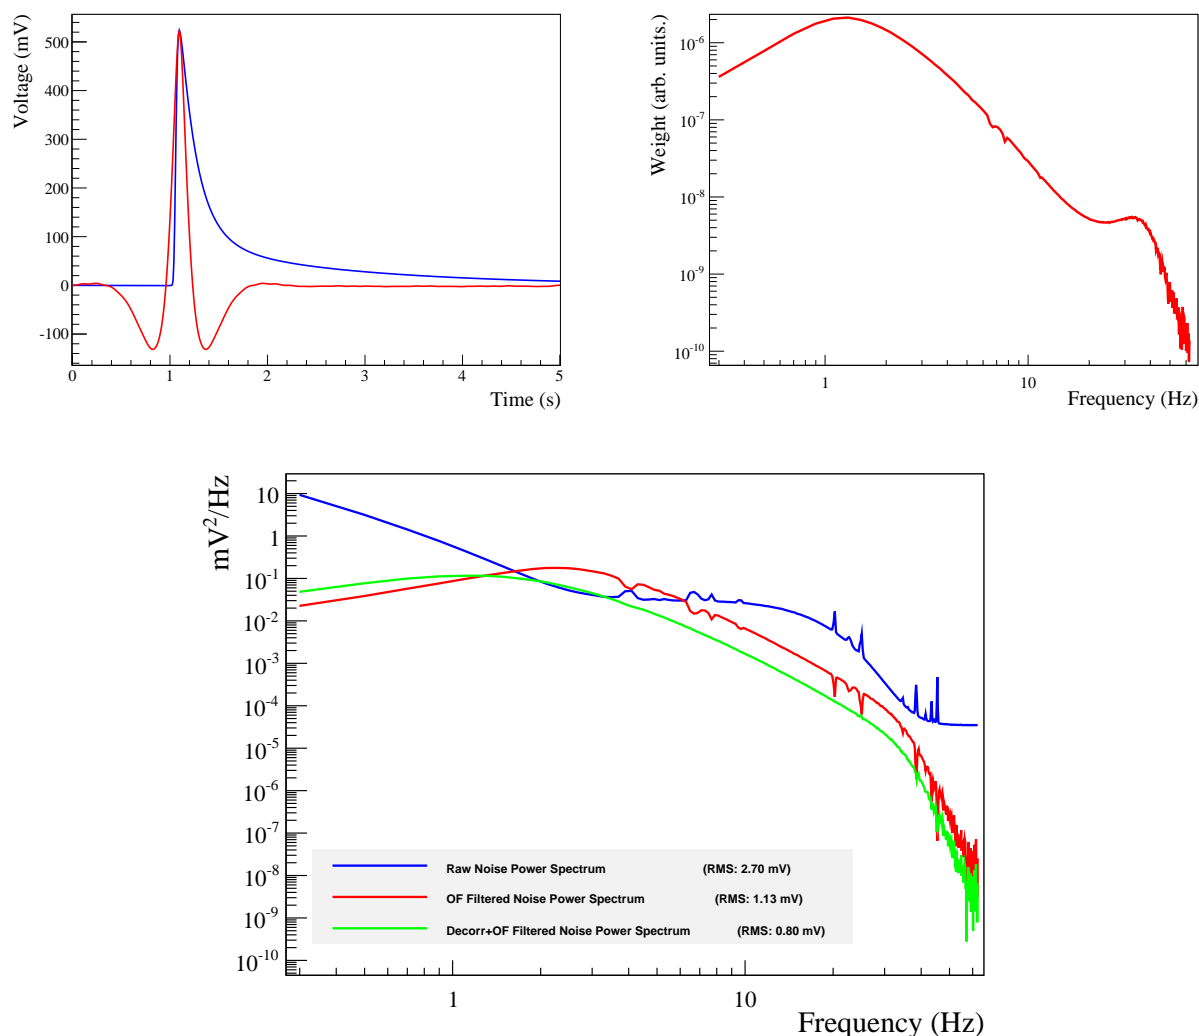 Voltage (mV)
500
400
300
200
100
0
-100
0 1 2 3 4 5
Time (s)
Weight (arb. units.)
10⁻⁶
10⁻⁷
10⁻⁸
10⁻⁹
10⁻¹⁰
1 10
Frequency (Hz)
mV²/Hz
10
1
10⁻¹
10⁻²
10⁻³
10⁻⁴
10⁻⁵
10⁻⁶
10⁻⁷
10⁻⁸
10⁻⁹
10⁻¹⁰
Raw Noise Power Spectrum (RMS: 2.70 mV)
OF Filtered Noise Power Spectrum (RMS: 1.13 mV)
Decorr+OF Filtered Noise Power Spectrum (RMS: 0.80 mV)
1 10
Frequency (Hz)